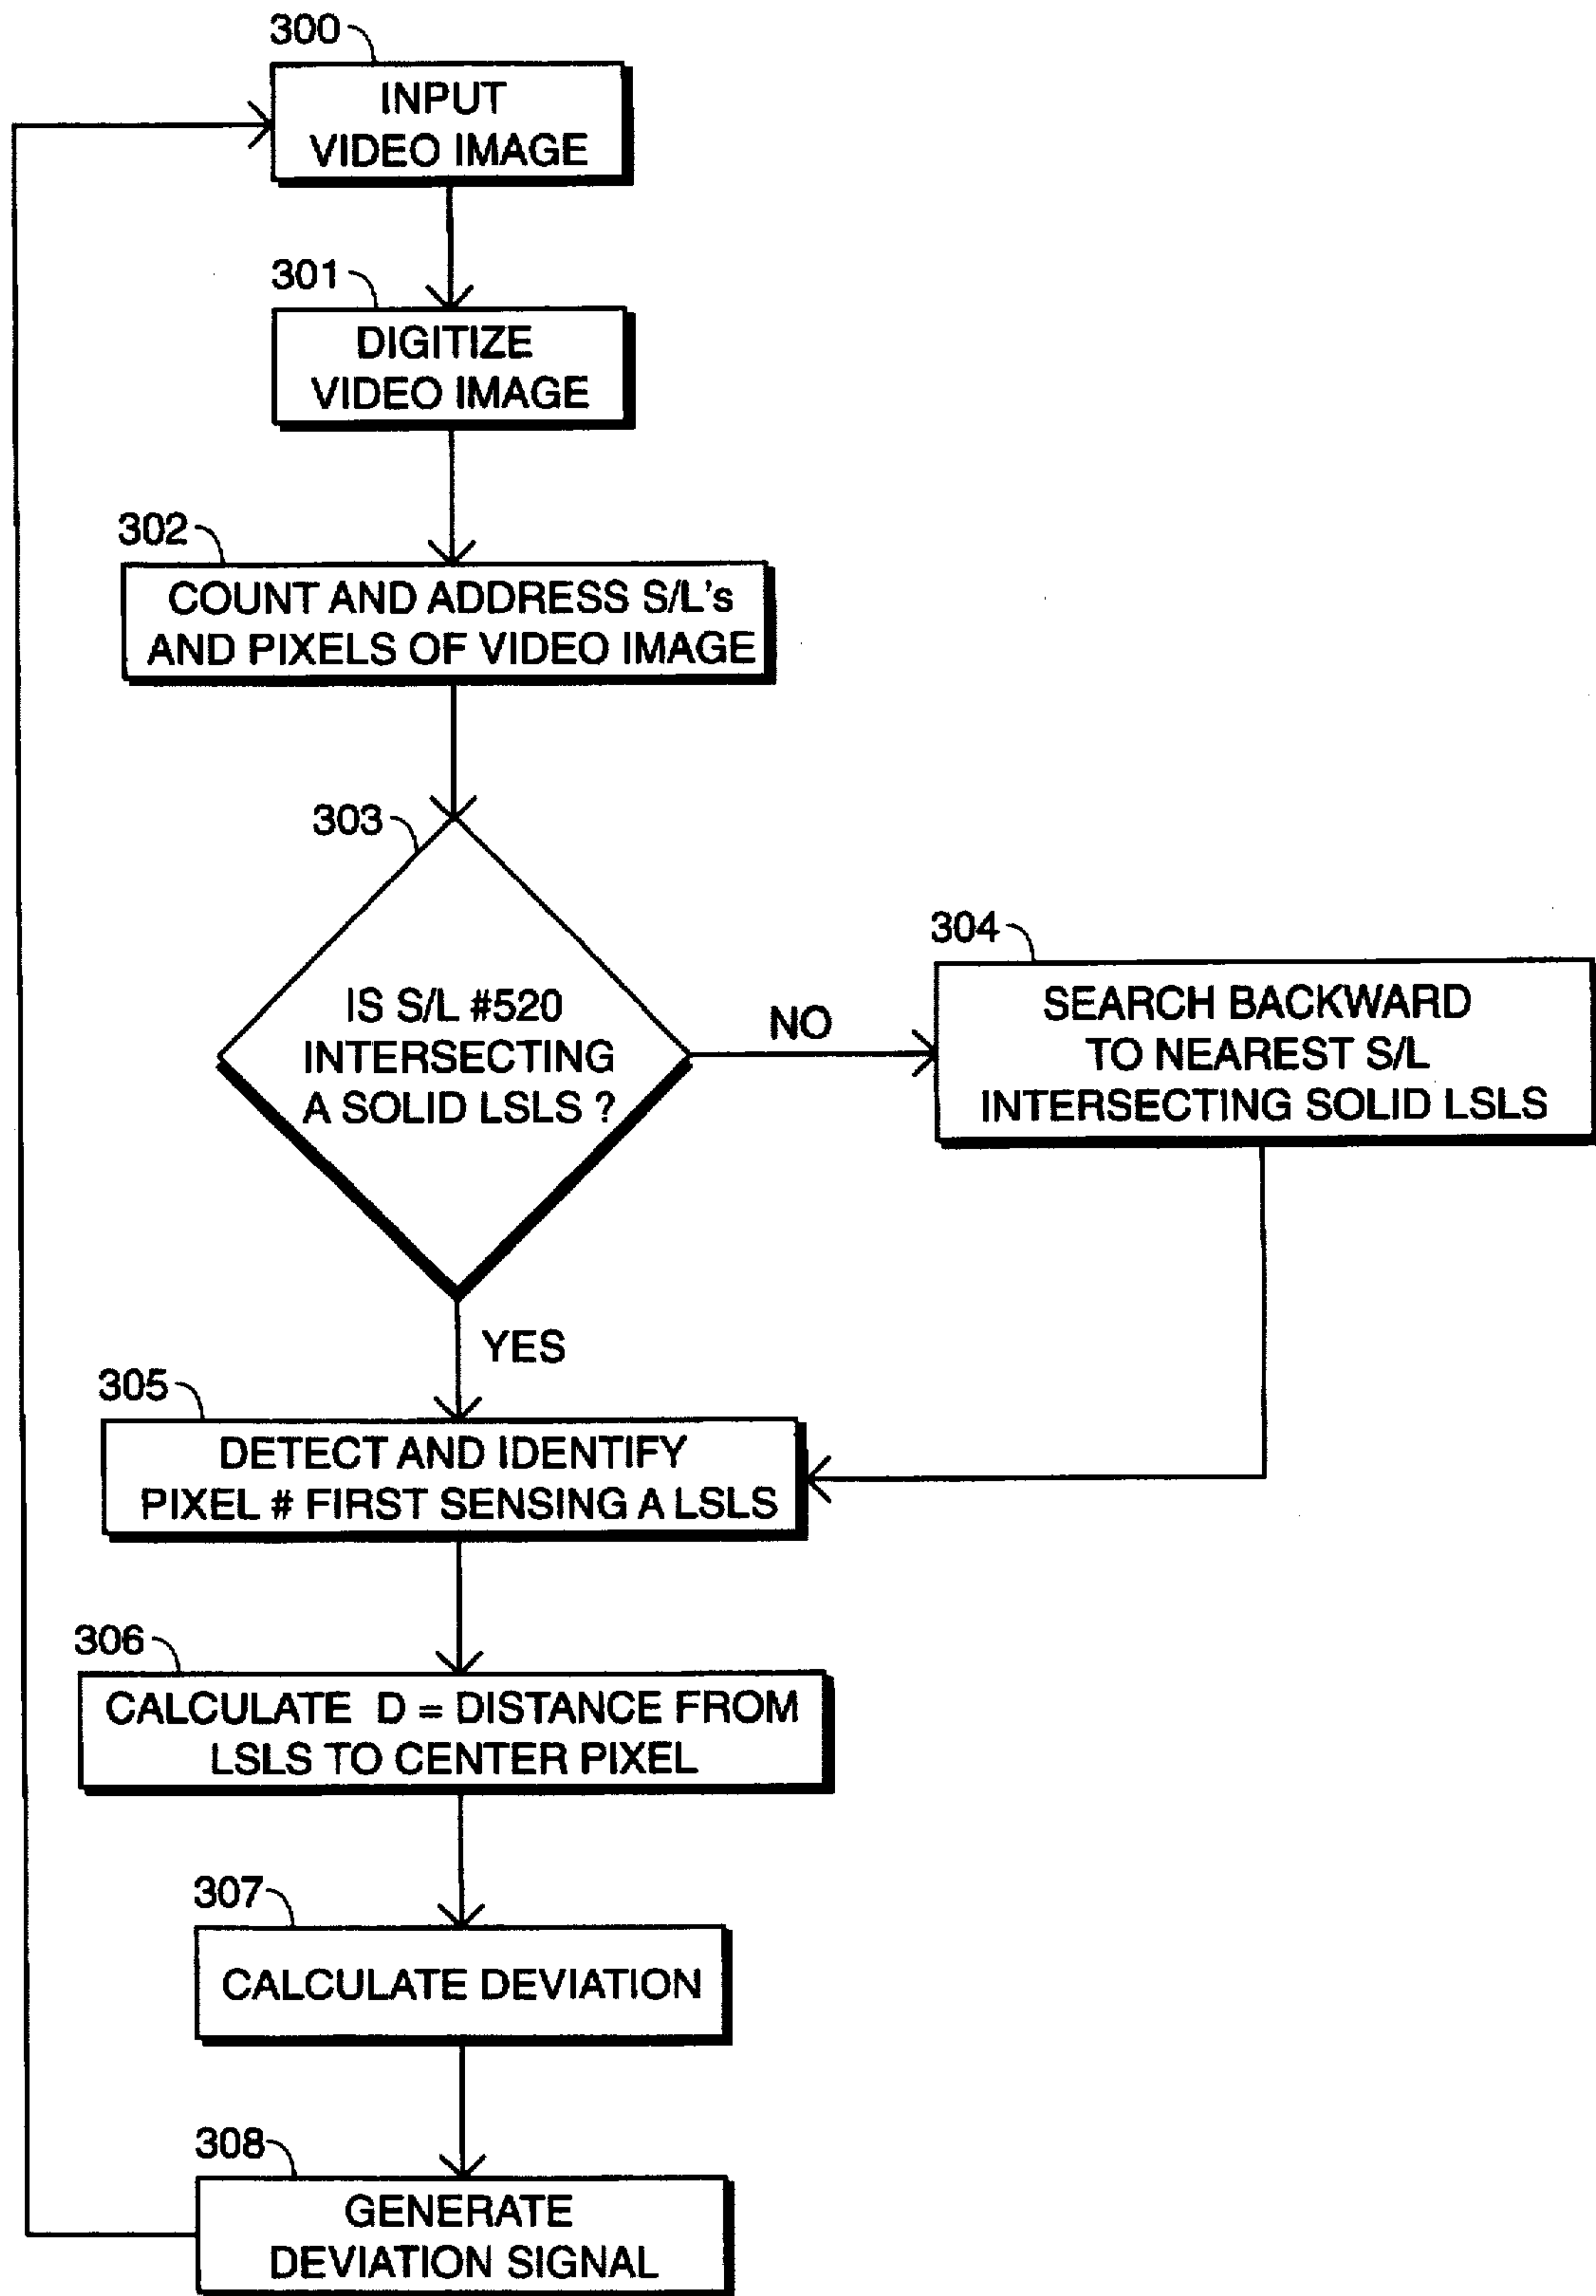 300
INPUT
VIDEO IMAGE
301
DIGITIZE
VIDEO IMAGE
302
COUNT AND ADDRESS S/L's
AND PIXELS OF VIDEO IMAGE
303
IS S/L #520
INTERSECTING
A SOLID LSLS ?
NO
304
SEARCH BACKWARD
TO NEAREST S/L
INTERSECTING SOLID LSLS
YES
305
DETECT AND IDENTIFY
PIXEL # FIRST SENSING A LSLS
306
CALCULATE D = DISTANCE FROM
LSLS TO CENTER PIXEL
307
CALCULATE DEVIATION
308
GENERATE
DEVIATION SIGNAL